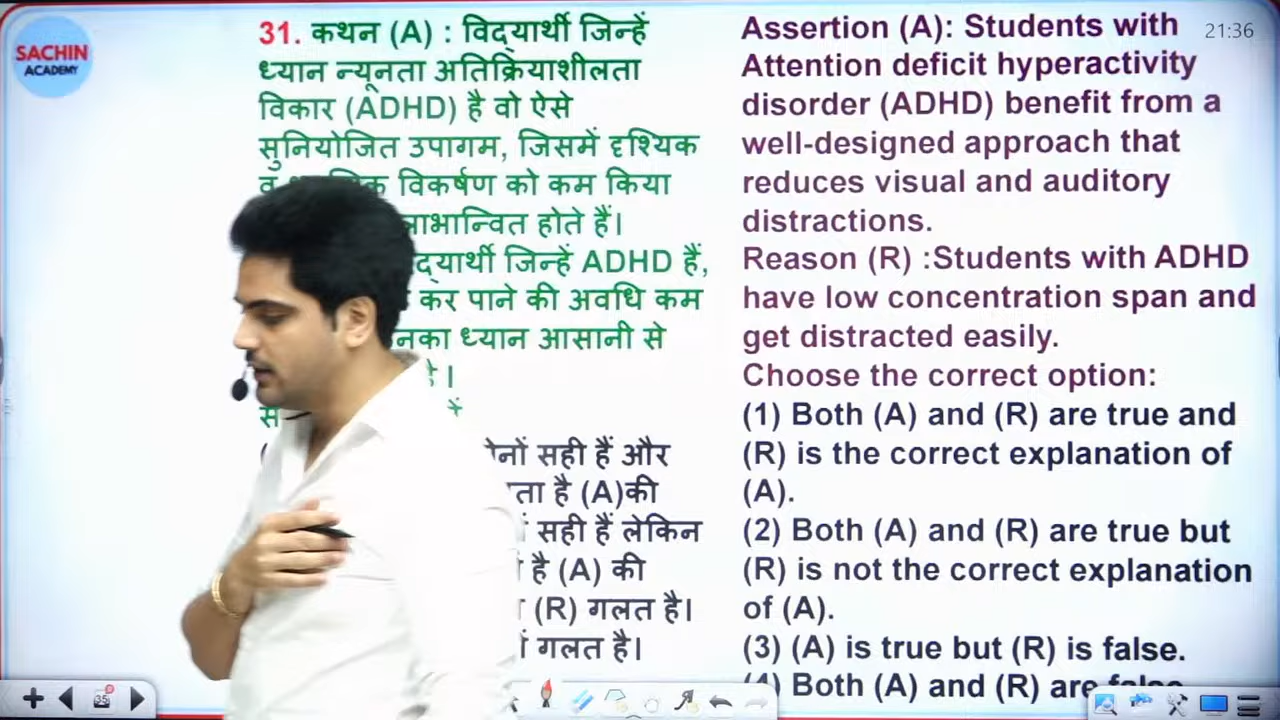 SACHIN
ACADEMY
31. कथन (A) : विद्यार्थी जिन्हें
ध्यान न्यूनता अतिक्रियाशीलता
विकार (ADHD) है वो ऐसे
सुनियोजित उपागम, जिसमें दृश्यिक
विकर्षण को कम किया
लाभान्वित होते हैं।
जिन्हें ADHD हैं,
कर पाने की अवधि कम
ध्यान आसानी से
है।
सही हैं और
है (A)की
सही हैं लेकिन
है (A) की
(R) गलत है।
गलत है।
Assertion (A): Students with
Attention deficit hyperactivity
disorder (ADHD) benefit from a
well-designed approach that
reduces visual and auditory
distractions.
Reason (R) :Students with ADHD
have low concentration span and
get distracted easily.
Choose the correct option:
(1) Both (A) and (R) are true and
(R) is the correct explanation of
(A).
(2) Both (A) and (R) are true but
(R) is not the correct explanation
of (A).
(3) (A) is true but (R) is false.
(4) Both (A) and (R) are false
21:36
35